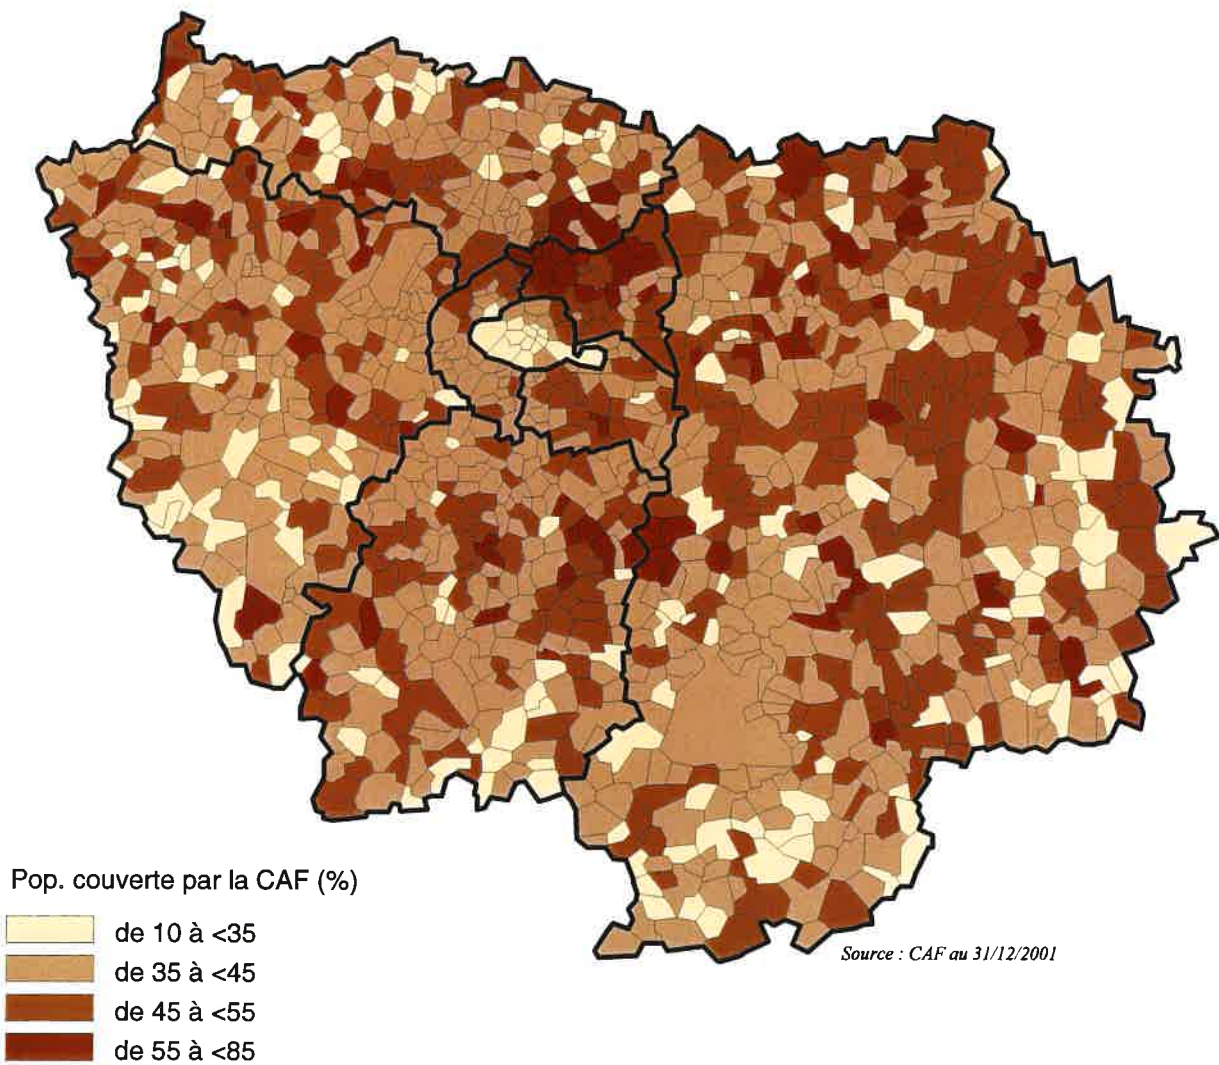 Pop. couverte par la CAF (%)
de 10 à <35
de 35 à <45
de 45 à <55
de 55 à <85
Source : CAF au 31/12/2001